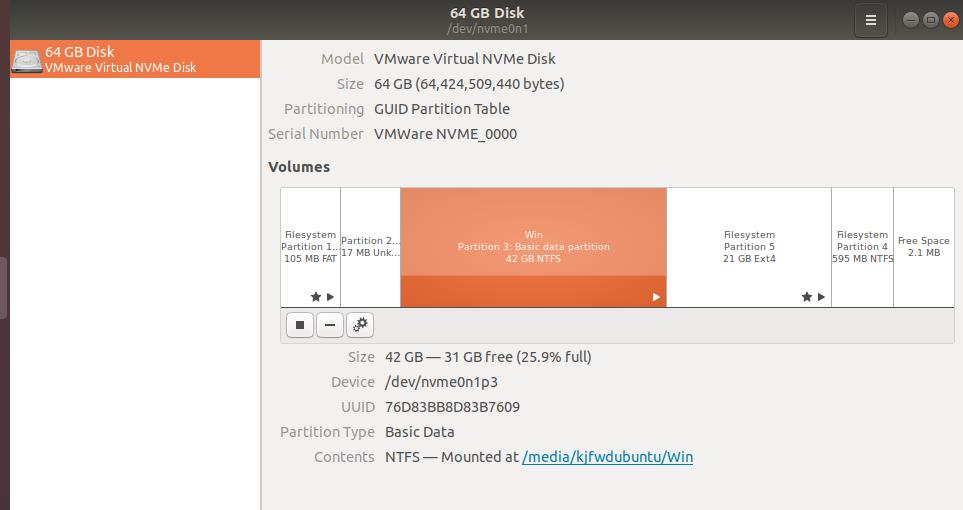 64 GB Disk
/dev/nvme0n1
64 GB Disk
VMware Virtual NVMe Disk
Model VMware Virtual NVMe Disk
Size 64 GB (64,424,509,440 bytes)
Partitioning GUID Partition Table
Serial Number VMWare NVME_0000
Volumes
Filesystem
Partition 1...
105 MB FAT
Partition 2...
17 MB Unk...
Win
Partition 3: Basic data partition
42 GB NTFS
Filesystem
Partition 5
21 GB Ext4
Filesystem
Partition 4
595 MB NTFS
Free Space
2.1 MB
Size 42 GB — 31 GB free (25.9% full)
Device /dev/nvme0n1p3
UUID 76D83BB8D83B7609
Partition Type Basic Data
Contents NTFS — Mounted at /media/kjfwdubuntu/Win